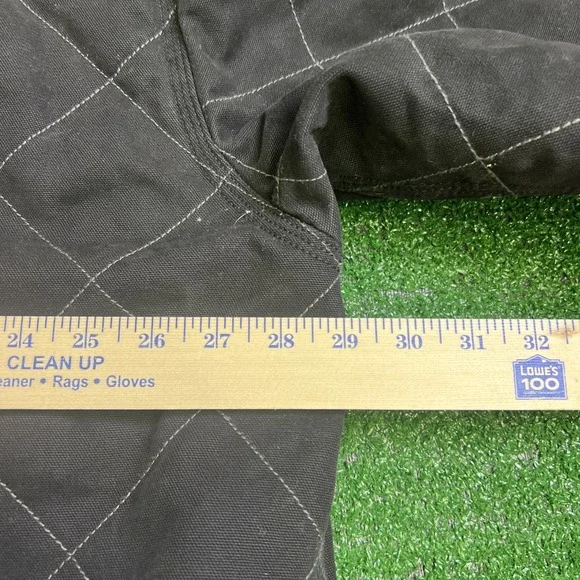 24 25 26 27 28 29 30 31 32
CLEAN UP
eaner • Rags • Gloves
LOWE'S
100